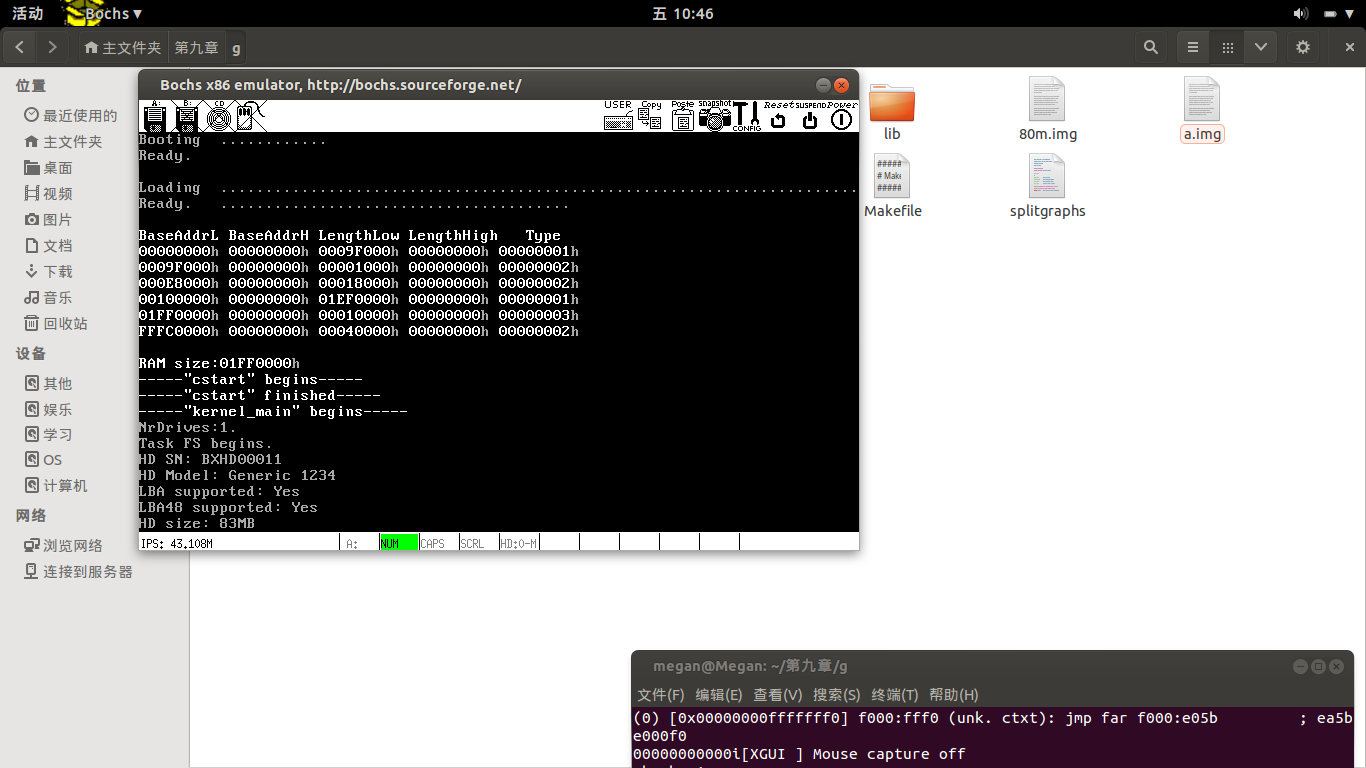 活动 Bochs ▾ 五 10:46
主文件夹 第九章 g
位置
最近使用的
主文件夹
桌面
视频
图片
文档
下载
音乐
回收站
设备
其他
娱乐
学习
OS
计算机
网络
浏览网络
连接到服务器
Bochs x86 emulator, http://bochs.sourceforge.net/
A: B: CD USER Copy Paste snapshot CONFIG Reset SUSPEND Power
Booting ............
Ready.
Loading .......................................................................
Ready. .......................................
BaseAddrL BaseAddrH LengthLow LengthHigh Type
00000000h 00000000h 0009F000h 00000000h 00000001h
0009F000h 00000000h 00001000h 00000000h 00000002h
000E8000h 00000000h 00018000h 00000000h 00000002h
00100000h 00000000h 01EF0000h 00000000h 00000001h
01FF0000h 00000000h 00010000h 00000000h 00000003h
FFFC0000h 00000000h 00040000h 00000000h 00000002h
RAM size:01FF0000h
-----"cstart" begins-----
-----"cstart" finished-----
-----"kernel_main" begins-----
NrDrives:1.
Task FS begins.
HD SN: BXHD00011
HD Model: Generic 1234
LBA supported: Yes
LBA48 supported: Yes
HD size: 83MB
IPS: 43.108M A: NUM CAPS SCRL HD:0-M
lib 80m.img a.img
#####
# Make
#####
Makefile splitgraphs
megan@Megan: ~/第九章/g
文件(F) 编辑(E) 查看(V) 搜索(S) 终端(T) 帮助(H)
(0) [0x00000000fffffff0] f000:fff0 (unk. ctxt): jmp far f000:e05b ; ea5b
e000f0
00000000000i[XGUI ] Mouse capture off